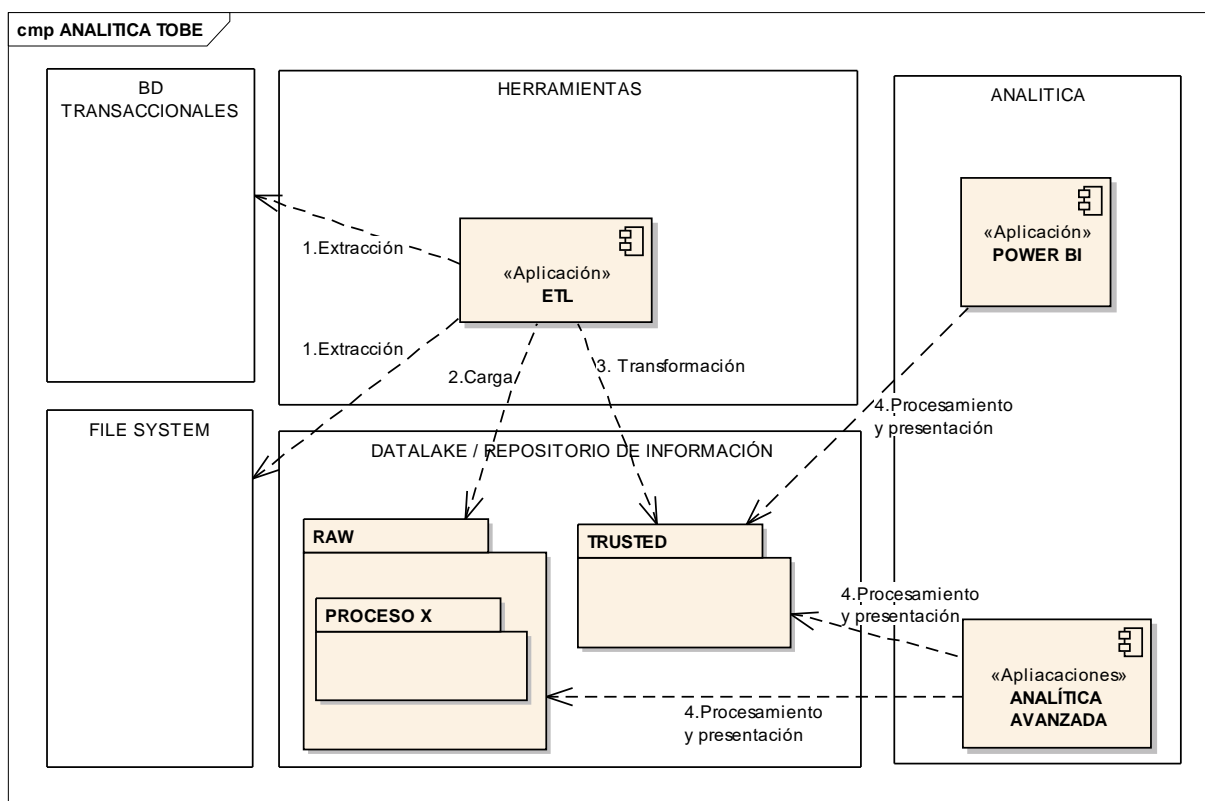 cmp ANALITICA TOBE
BD
TRANSACCIONALES
HERRAMIENTAS
ANALITICA
«Aplicación»
ETL
«Aplicación»
POWER BI
1.Extracción
1.Extracción
2.Carga
3. Transformación
4.Procesamiento
y presentación
FILE SYSTEM
DATALAKE / REPOSITORIO DE INFORMACIÓN
RAW
PROCESO X
TRUSTED
4.Procesamiento
y presentación
«Apliacaciones»
ANALÍTICA
AVANZADA
4.Procesamiento
y presentación